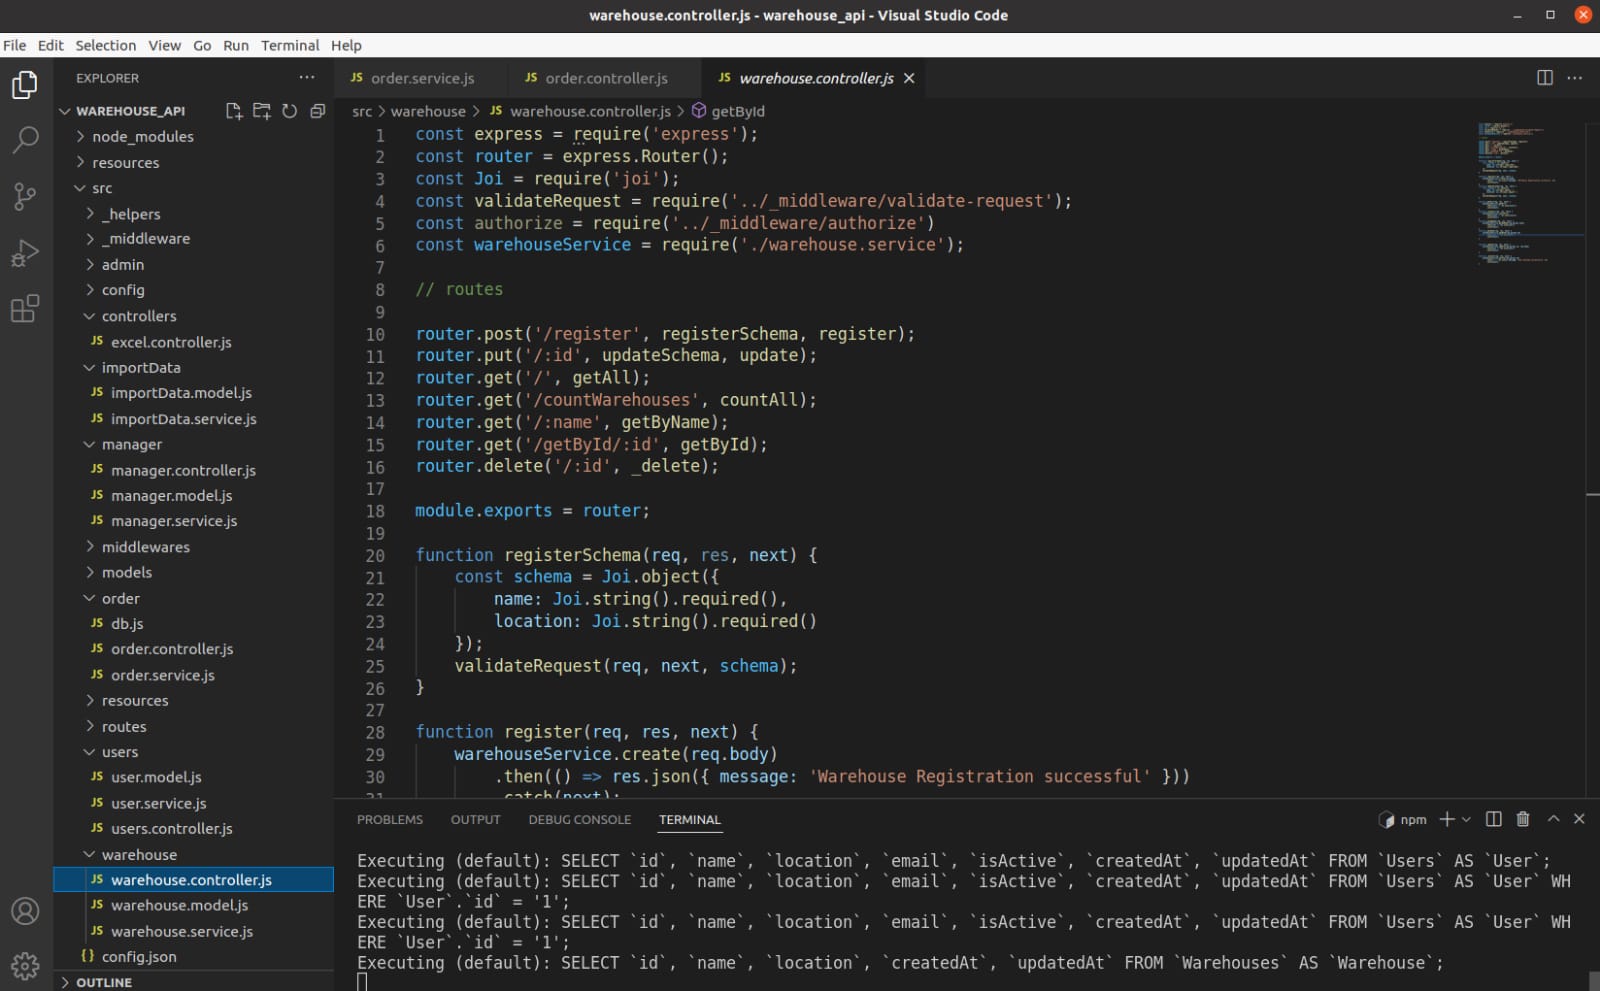 warehouse.controller.js - warehouse_api - Visual Studio Code
File Edit Selection View Go Run Terminal Help
EXPLORER
WAREHOUSE_API
node_modules
resources
src
_helpers
_middleware
admin
config
controllers
JS excel.controller.js
importData
JS importData.model.js
JS importData.service.js
manager
JS manager.controller.js
JS manager.model.js
JS manager.service.js
middlewares
models
order
JS db.js
JS order.controller.js
JS order.service.js
resources
routes
users
JS user.model.js
JS user.service.js
JS users.controller.js
warehouse
JS warehouse.controller.js
JS warehouse.model.js
JS warehouse.service.js
{} config.json
OUTLINE
JS order.service.js JS order.controller.js JS warehouse.controller.js
src > warehouse > JS warehouse.controller.js > getById
1 const express = require('express');
2 const router = express.Router();
3 const Joi = require('joi');
4 const validateRequest = require('../_middleware/validate-request');
5 const authorize = require('../_middleware/authorize')
6 const warehouseService = require('./warehouse.service');
7
8 // routes
9
10 router.post('/register', registerSchema, register);
11 router.put('/:id', updateSchema, update);
12 router.get('/', getAll);
13 router.get('/countWarehouses', countAll);
14 router.get('/:name', getByName);
15 router.get('/getById/:id', getById);
16 router.delete('/:id', _delete);
17
18 module.exports = router;
19
20 function registerSchema(req, res, next) {
21 const schema = Joi.object({
22 name: Joi.string().required(),
23 location: Joi.string().required()
24 });
25 validateRequest(req, next, schema);
26 }
27
28 function register(req, res, next) {
29 warehouseService.create(req.body)
30 .then(() => res.json({ message: 'Warehouse Registration successful' }))
31 .catch(next);
PROBLEMS OUTPUT DEBUG CONSOLE TERMINAL
npm
Executing (default): SELECT `id`, `name`, `location`, `email`, `isActive`, `createdAt`, `updatedAt` FROM `Users` AS `User`;
Executing (default): SELECT `id`, `name`, `location`, `email`, `isActive`, `createdAt`, `updatedAt` FROM `Users` AS `User` WH
ERE `User`.`id` = '1';
Executing (default): SELECT `id`, `name`, `location`, `email`, `isActive`, `createdAt`, `updatedAt` FROM `Users` AS `User` WH
ERE `User`.`id` = '1';
Executing (default): SELECT `id`, `name`, `location`, `createdAt`, `updatedAt` FROM `Warehouses` AS `Warehouse`;